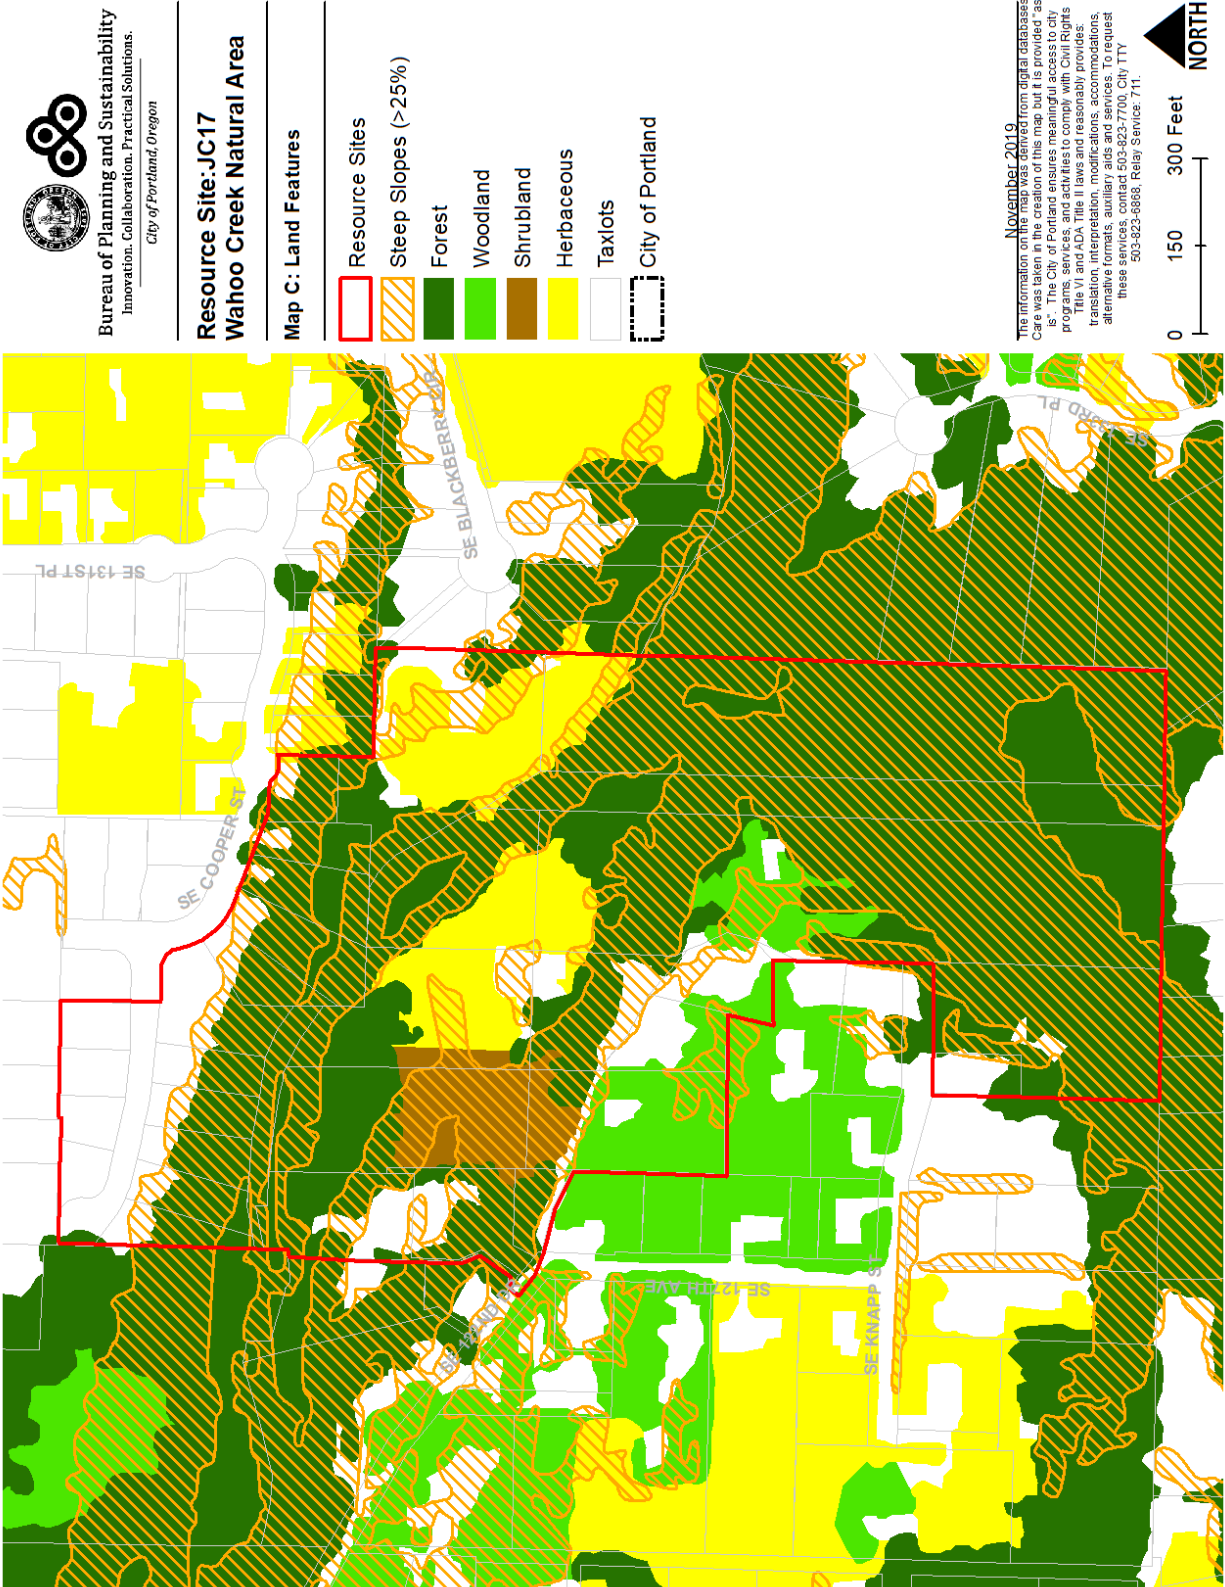 Bureau of Planning and Sustainability
Innovation. Collaboration. Practical Solutions.
City of Portland, Oregon
Resource Site:JC17
Wahoo Creek Natural Area
Map C: Land Features
Resource Sites
Steep Slopes (>25%)
Forest
Woodland
Shrubland
Herbaceous
Taxlots
City of Portland
November 2019
The information on the map was derived from digital databases
Care was taken in the creation of this map but it is provided "as
is". The City of Portland ensures meaningful access to city
programs, services, and activities to comply with Civil Rights
Title VI and ADA Title II laws and reasonably provides:
translation, interpretation, modifications, accommodations,
alternative formats, auxiliary aids and services. To request
these services, contact 503-823-7700, City TTY
503-823-6868, Relay Service: 711.
0 150 300 Feet
NORTH
SE 131ST PL
SE BLACKBERRY CIR
SE 133RD PL
SE COOPER ST
SE 127TH AVE
SE KNAPP ST